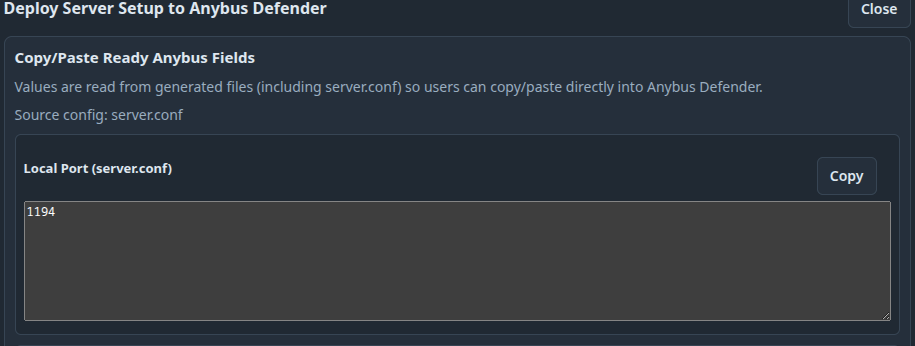 Deploy Server Setup to Anybus Defender
Close
Copy/Paste Ready Anybus Fields
Values are read from generated files (including server.conf) so users can copy/paste directly into Anybus Defender.
Source config: server.conf
Local Port (server.conf)
Copy
1194